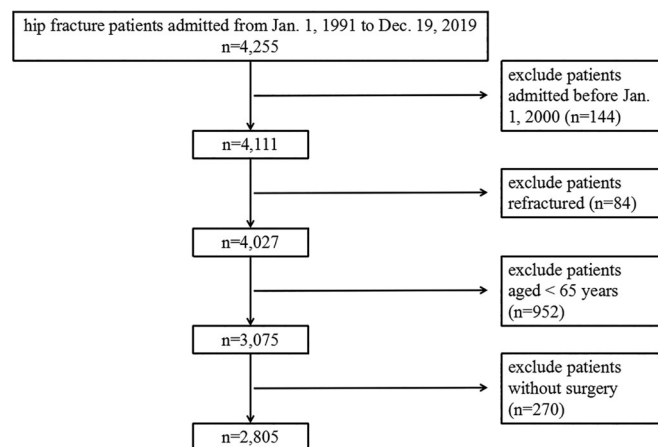 hip fracture patients admitted from Jan. 1, 1991 to Dec. 19, 2019
n=4,255
exclude patients
admitted before Jan.
1, 2000 (n=144)
n=4,111
exclude patients
refractured (n=84)
n=4,027
exclude patients
aged < 65 years
(n=952)
n=3,075
exclude patients
without surgery
(n=270)
n=2,805